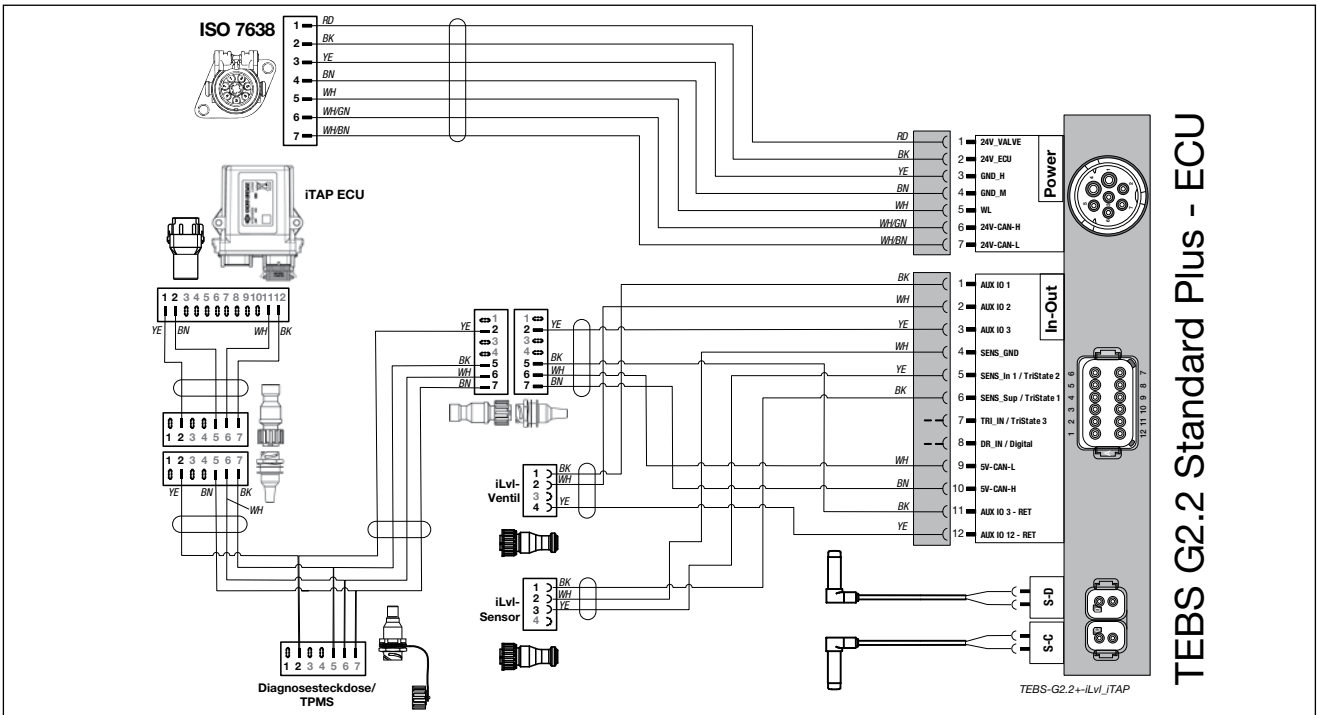 ISO 7638
1 RD
2 BK
3 YE
4 BN
5 WH
6 WH/GN
7 WH/BN
iTAP ECU
1 2 3 4 5 6 7 8 9 10 11 12
YE BN WH BK
1 2 3 4 5 6 7
1 2 3 4 5 6 7
YE BN BK
WH
1 2 3 4 5 6 7
Diagnosesteckdose/
TPMS
1
YE 2
3
4
BK 5
WH 6
BN 7
1
2 YE
3
4
5 BK
6 WH
7 BN
iLvl-
Ventil
1 BK
2 WH
3
4 YE
iLvl-
Sensor
1 BK
2 WH
3 YE
4
Power
RD 1 24V_VALVE
BK 2 24V_ECU
YE 3 GND_H
BN 4 GND_M
WH 5 WL
WH/GN 6 24V-CAN-H
WH/BN 7 24V-CAN-L
In-Out
BK 1 AUX IO 1
WH 2 AUX IO 2
YE 3 AUX IO 3
WH 4 SENS_GND
YE 5 SENS_In 1 / TriState 2
BK 6 SENS_Sup / TriState 1
7 TRI_IN / TriState 3
8 DR_IN / Digital
WH 9 5V-CAN-L
BN 10 5V-CAN-H
BK 11 AUX IO 3 - RET
YE 12 AUX IO 12 - RET
1 2 3 4 5 6
12 11 10 9 8 7
S-D
S-C
TEBS G2.2 Standard Plus - ECU
TEBS-G2.2+-iLvl_iTAP